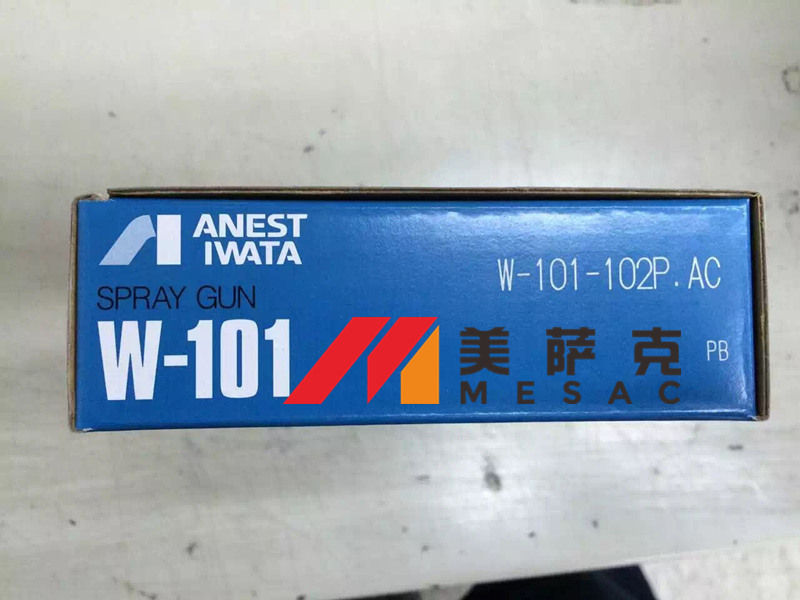 ANEST
IWATA
W-101-102P.AC
SPRAY GUN
W-101
美萨克
MESAC
PB